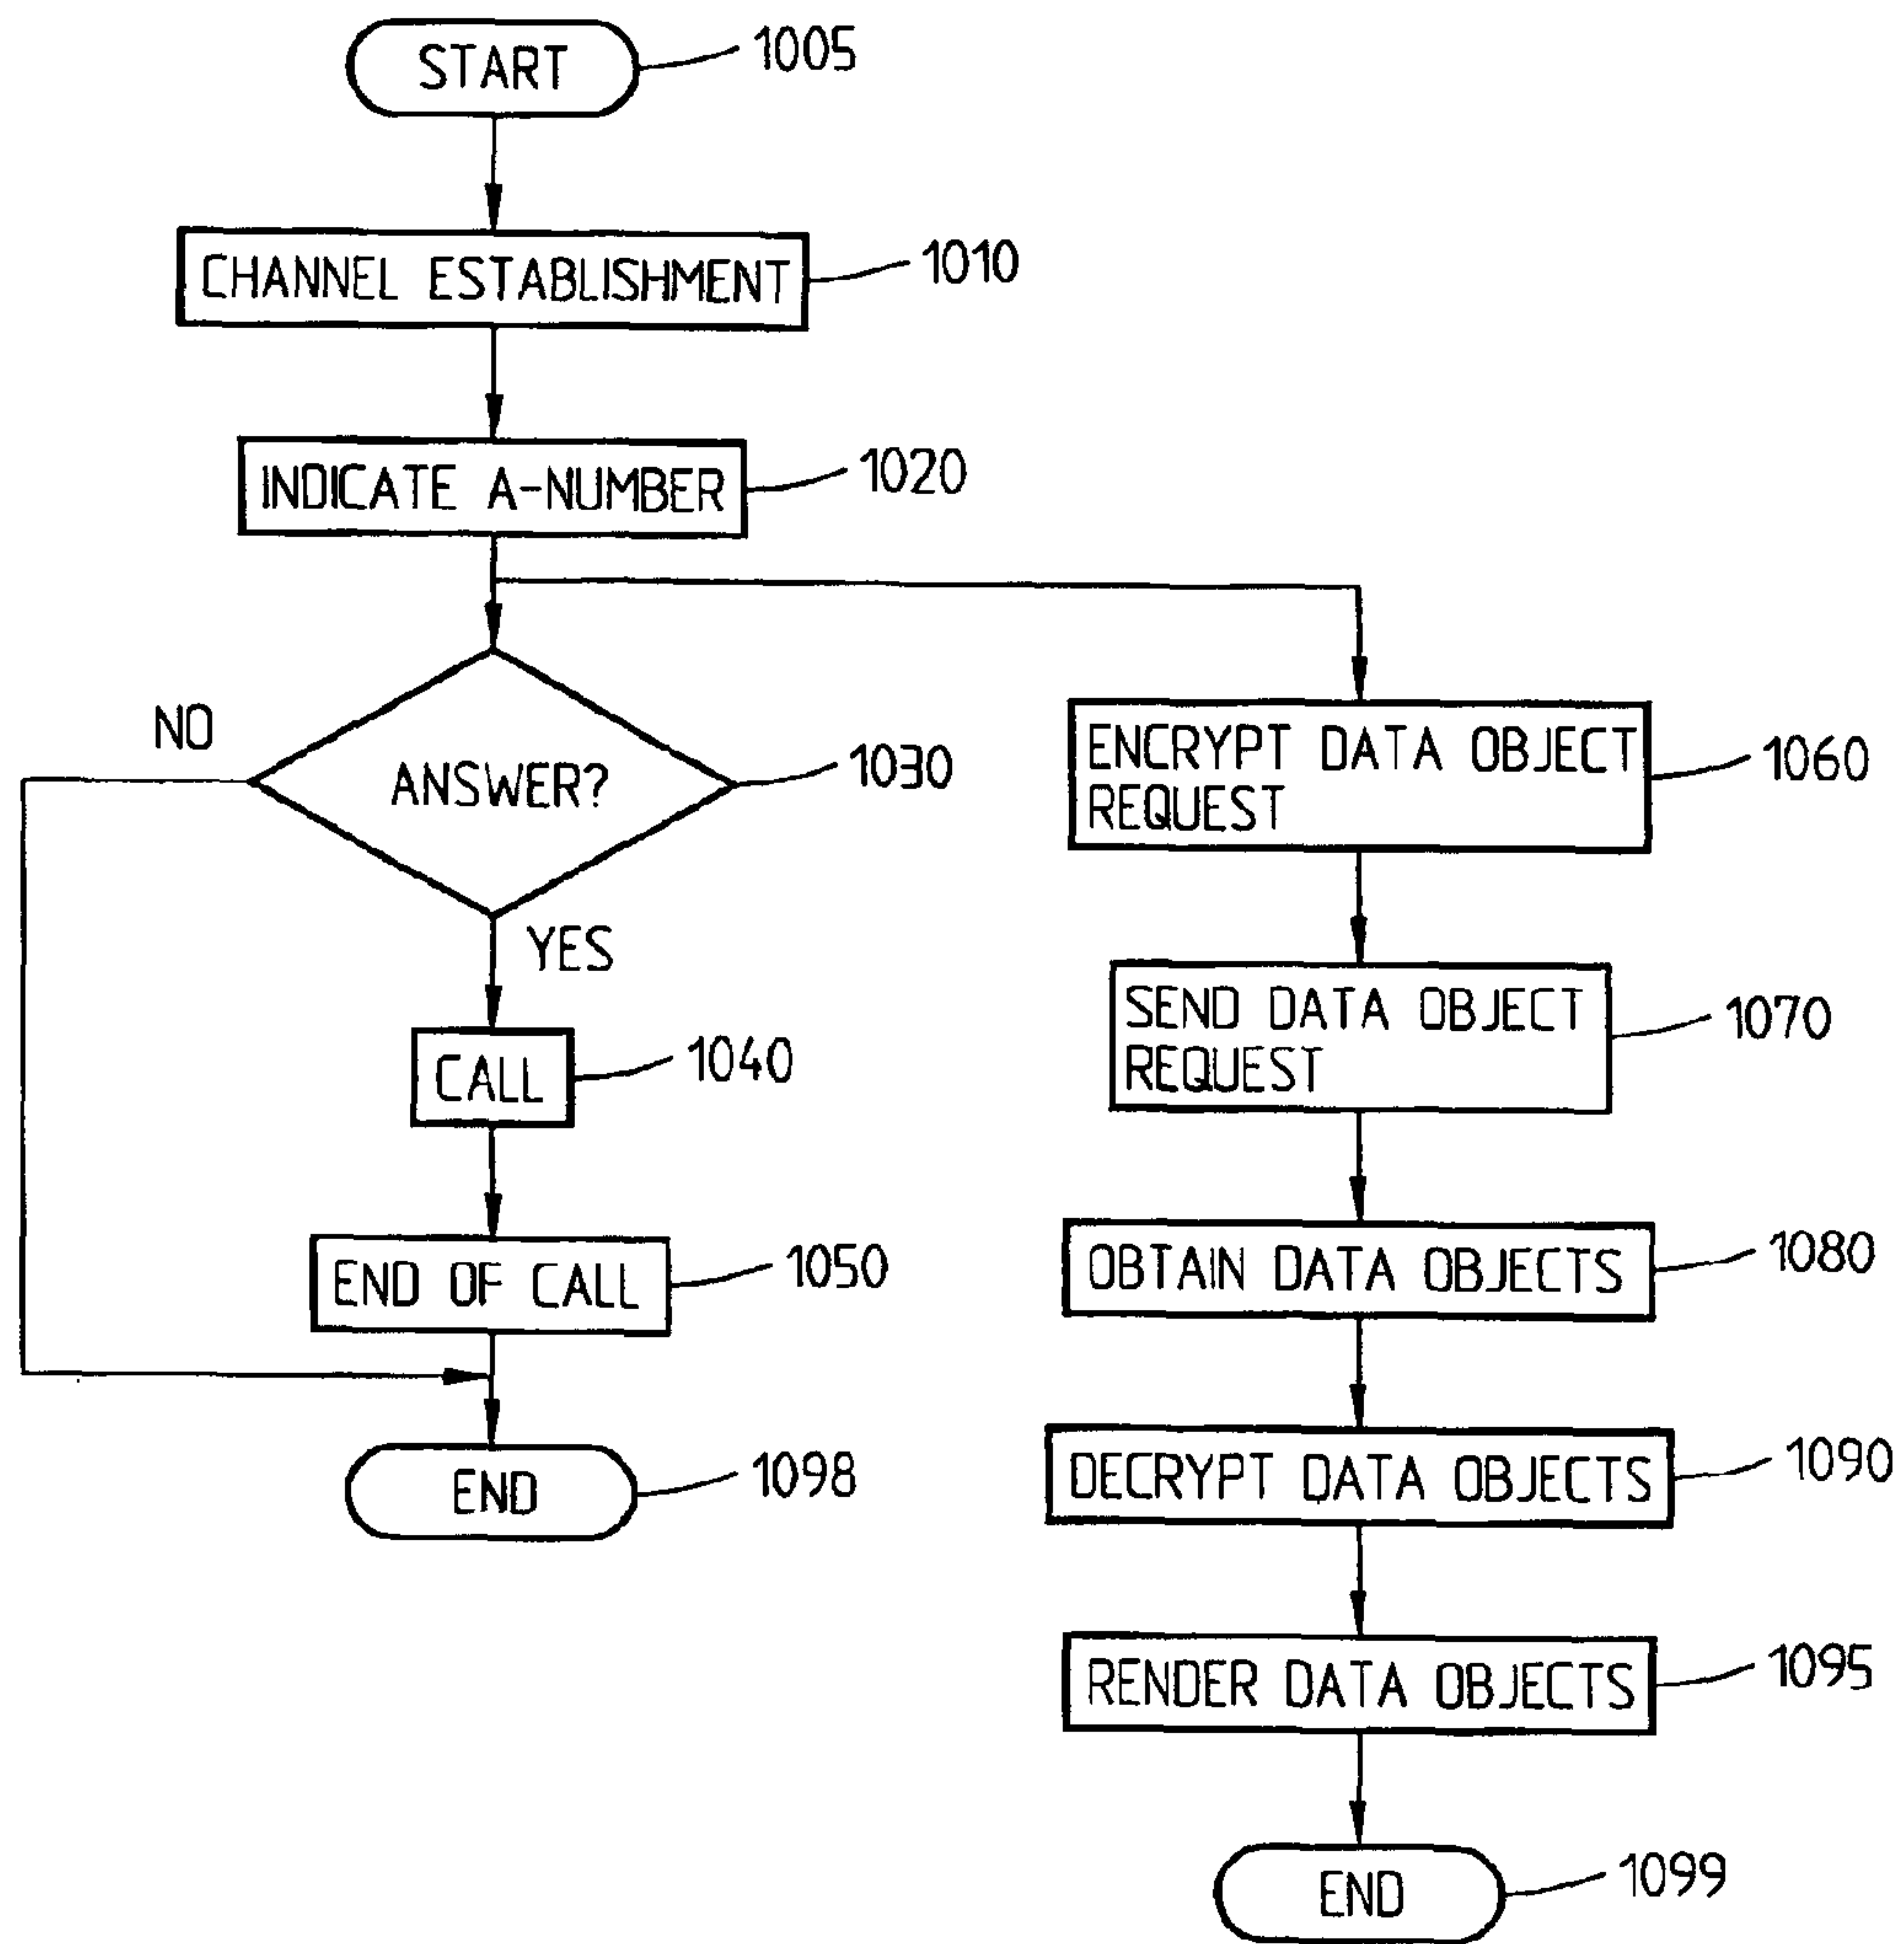 START
1005
CHANNEL ESTABLISHMENT
1010
INDICATE A-NUMBER
1020
NO
ANSWER?
1030
YES
CALL
1040
END OF CALL
1050
END
1098
ENCRYPT DATA OBJECT
REQUEST
1060
SEND DATA OBJECT
REQUEST
1070
OBTAIN DATA OBJECTS
1080
DECRYPT DATA OBJECTS
1090
RENDER DATA OBJECTS
1095
END
1099